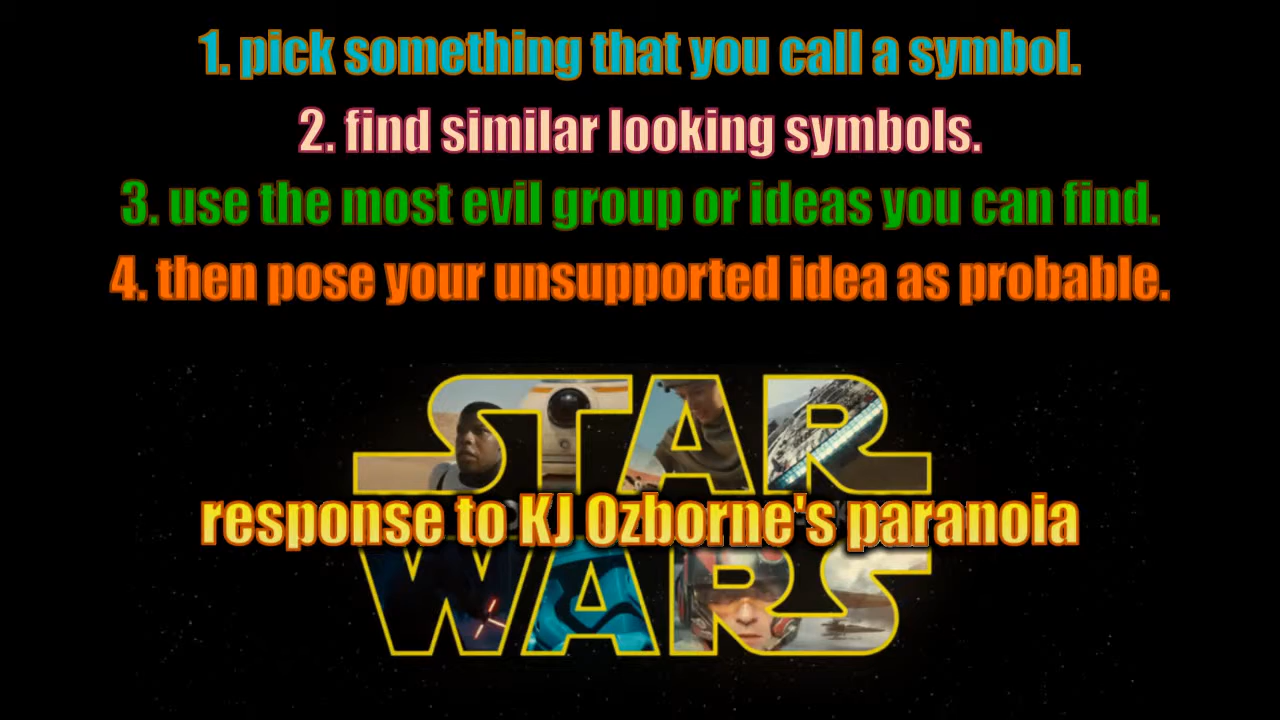 1. pick something that you call a symbol.
2. find similar looking symbols.
3. use the most evil group or ideas you can find.
4. then pose your unsupported idea as probable.
STAR
response to KJ Ozborne's paranoia
WARS